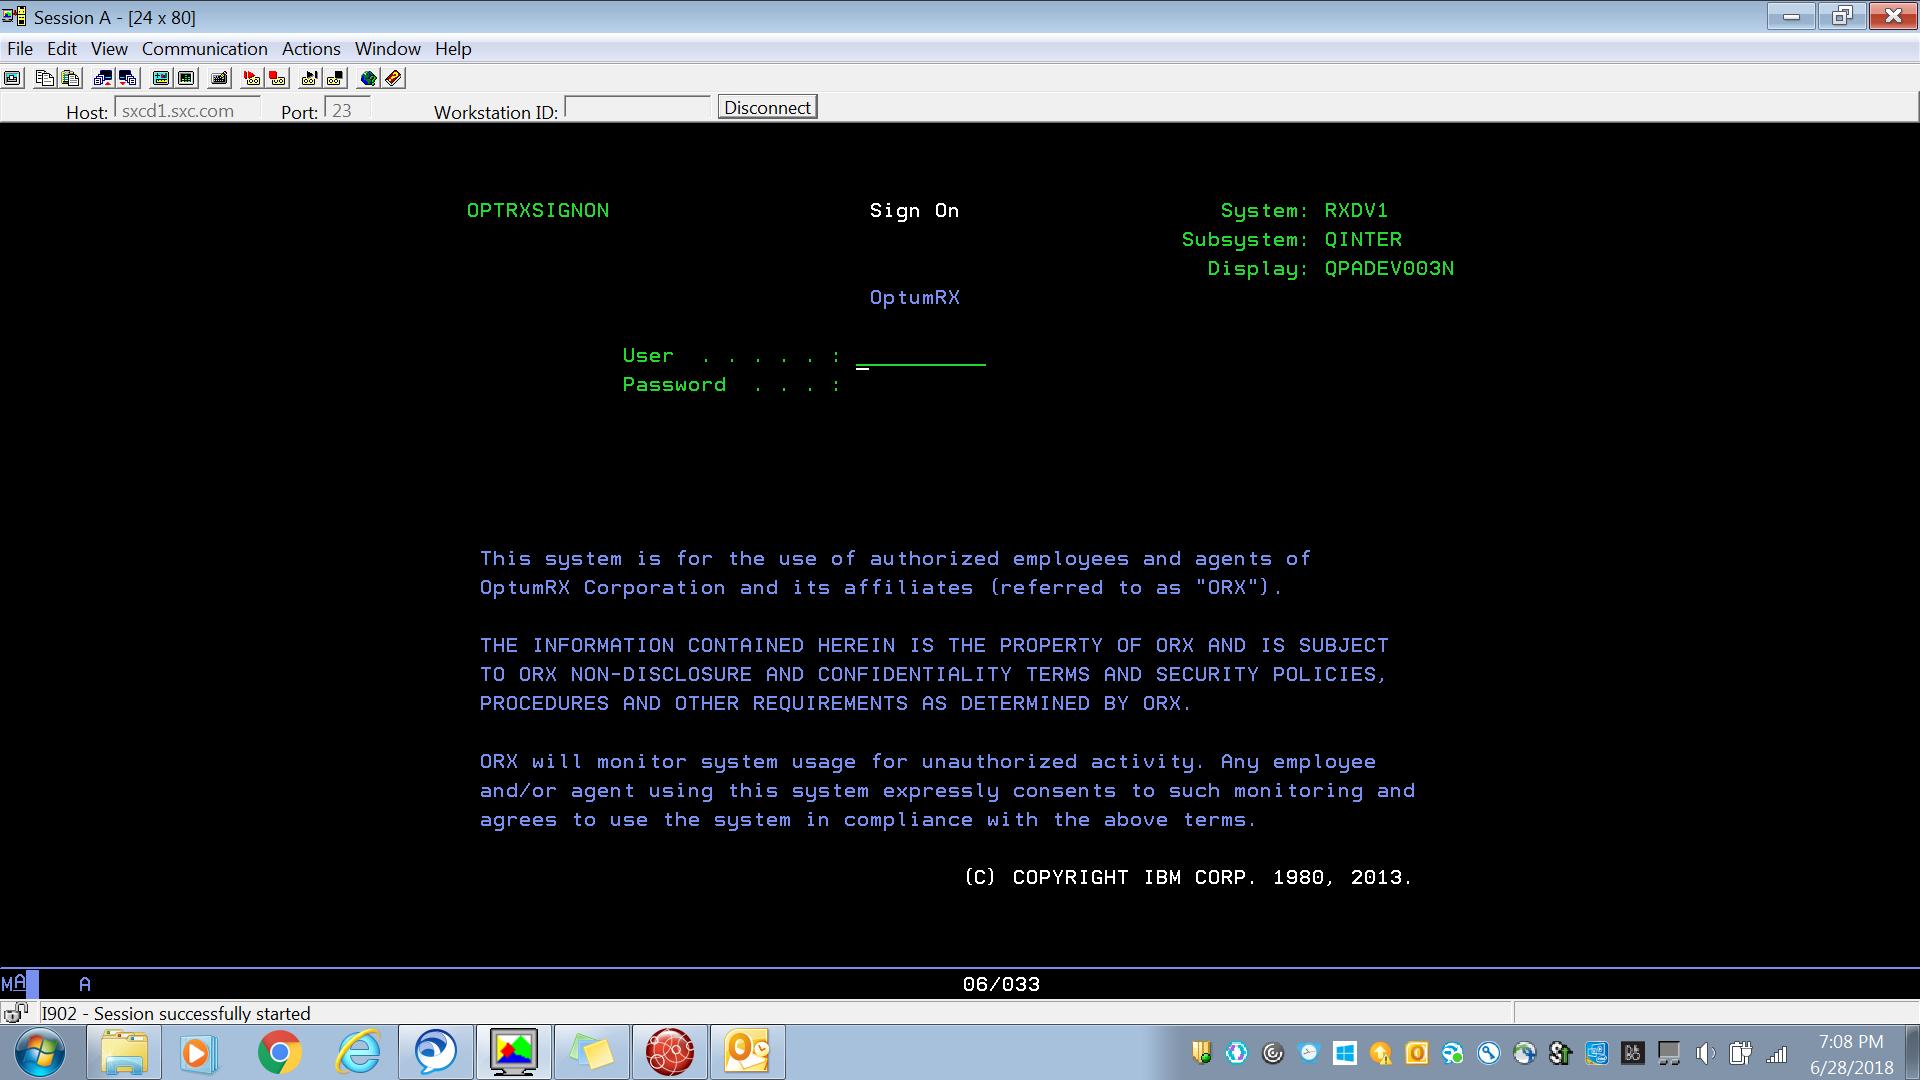 Session A - [24 x 80]
File Edit View Communication Actions Window Help
Host: sxcd1.sxc.com Port: 23 Workstation ID: Disconnect
OPTRXSIGNON Sign On System: RXDV1
Subsystem: QINTER
Display: QPADEV003N
OptumRX
User . . . . . :
Password . . . :
This system is for the use of authorized employees and agents of
OptumRX Corporation and its affiliates (referred to as "ORX").
THE INFORMATION CONTAINED HEREIN IS THE PROPERTY OF ORX AND IS SUBJECT
TO ORX NON-DISCLOSURE AND CONFIDENTIALITY TERMS AND SECURITY POLICIES,
PROCEDURES AND OTHER REQUIREMENTS AS DETERMINED BY ORX.
ORX will monitor system usage for unauthorized activity. Any employee
and/or agent using this system expressly consents to such monitoring and
agrees to use the system in compliance with the above terms.
(C) COPYRIGHT IBM CORP. 1980, 2013.
MA A 06/033
I902 - Session successfully started
7:08 PM
6/28/2018